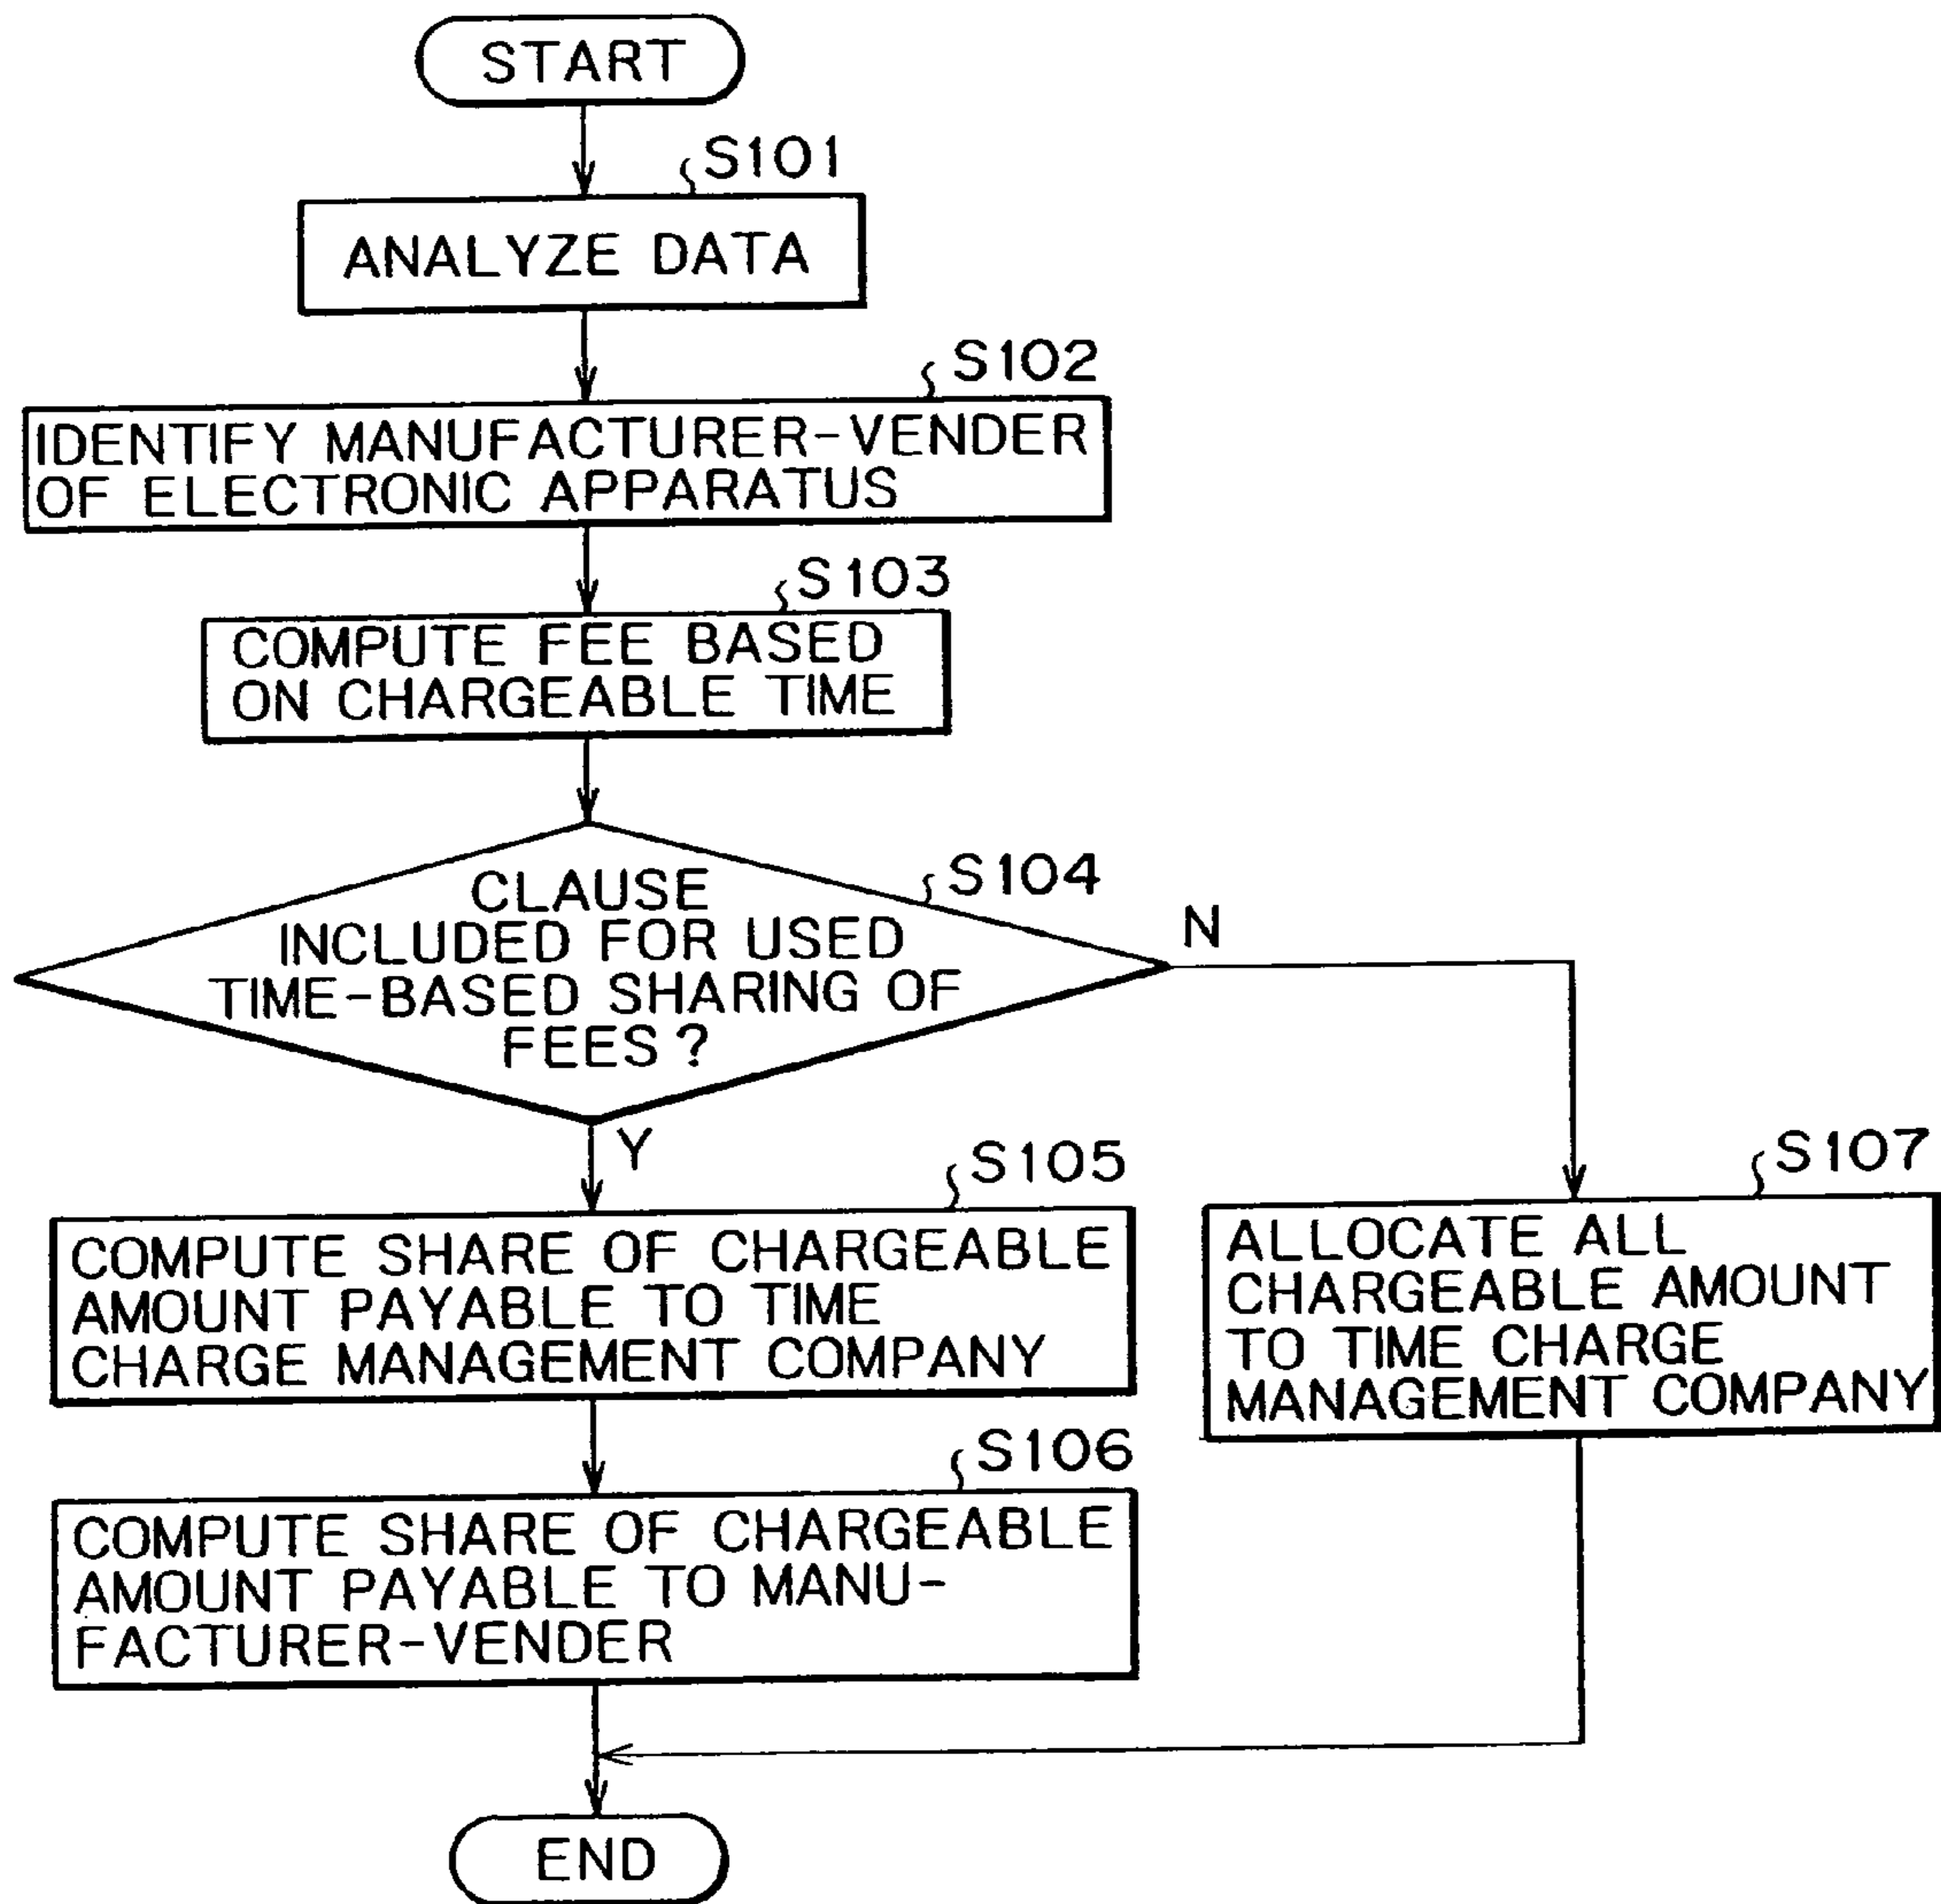 START
S101
ANALYZE DATA
S102
IDENTIFY MANUFACTURER-VENDER
OF ELECTRONIC APPARATUS
S103
COMPUTE FEE BASED
ON CHARGEABLE TIME
S104
CLAUSE
INCLUDED FOR USED
TIME-BASED SHARING OF
FEES?
N
Y
S105
COMPUTE SHARE OF CHARGEABLE
AMOUNT PAYABLE TO TIME
CHARGE MANAGEMENT COMPANY
S107
ALLOCATE ALL
CHARGEABLE AMOUNT
TO TIME CHARGE
MANAGEMENT COMPANY
S106
COMPUTE SHARE OF CHARGEABLE
AMOUNT PAYABLE TO MANU-
FACTURER-VENDER
END